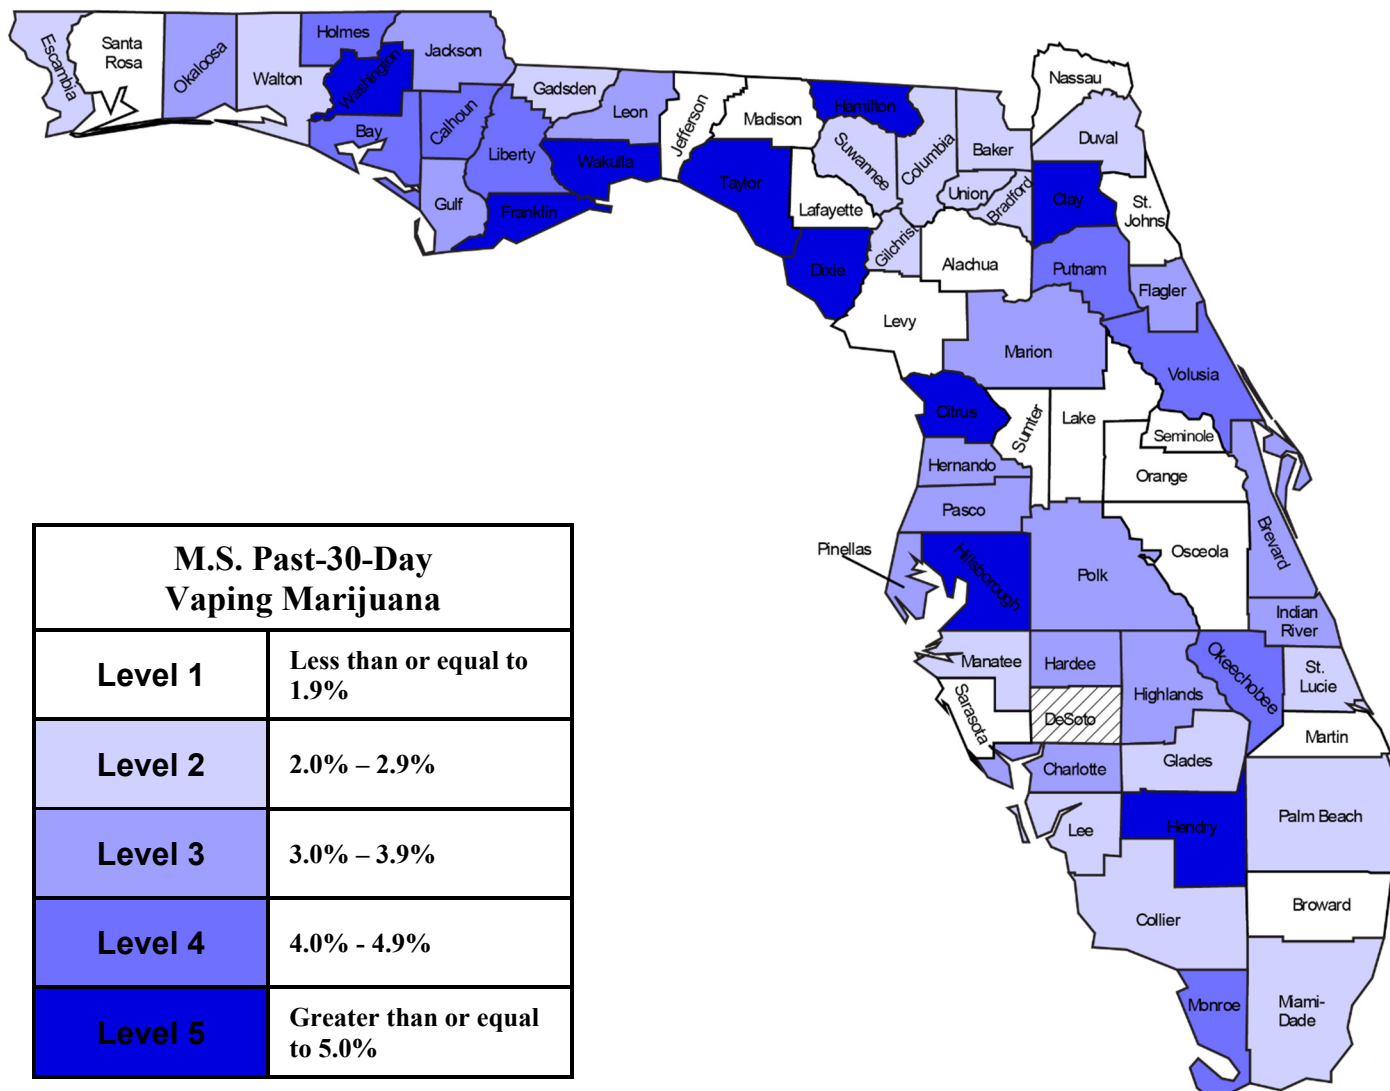 Escambia
Santa
Rosa
Okaloosa
Walton
Holmes
Washington
Jackson
Bay
Calhoun
Gulf
Liberty
Gadsden
Franklin
Leon
Wakulla
Jefferson
Madison
Taylor
Hamilton
Suwannee
Lafayette
Dixie
Columbia
Gilchrist
Baker
Union
Bradford
Nassau
Duval
Clay
St.
Johns
Alachua
Putnam
Flagler
Levy
Marion
Volusia
Citrus
Sumter
Lake
Seminole
Orange
Hernando
Pasco
Pinellas
Hillsborough
Polk
Osceola
Brevard
Indian
River
Manatee
Hardee
Highlands
Okeechobee
St.
Lucie
Sarasota
DeSoto
Martin
Charlotte
Glades
Lee
Hendry
Palm Beach
Collier
Broward
Monroe
Miami-
Dade
M.S. Past-30-Day
Vaping Marijuana
Level 1
Less than or equal to
1.9%
Level 2
2.0% – 2.9%
Level 3
3.0% – 3.9%
Level 4
4.0% - 4.9%
Level 5
Greater than or equal
to 5.0%